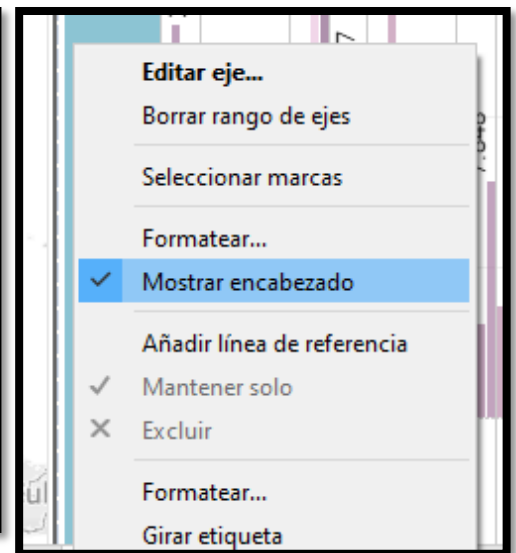 Editar eje...
Borrar rango de ejes
Seleccionar marcas
Formatear...
Mostrar encabezado
Añadir línea de referencia
Mantener solo
Excluir
Formatear...
Girar etiqueta